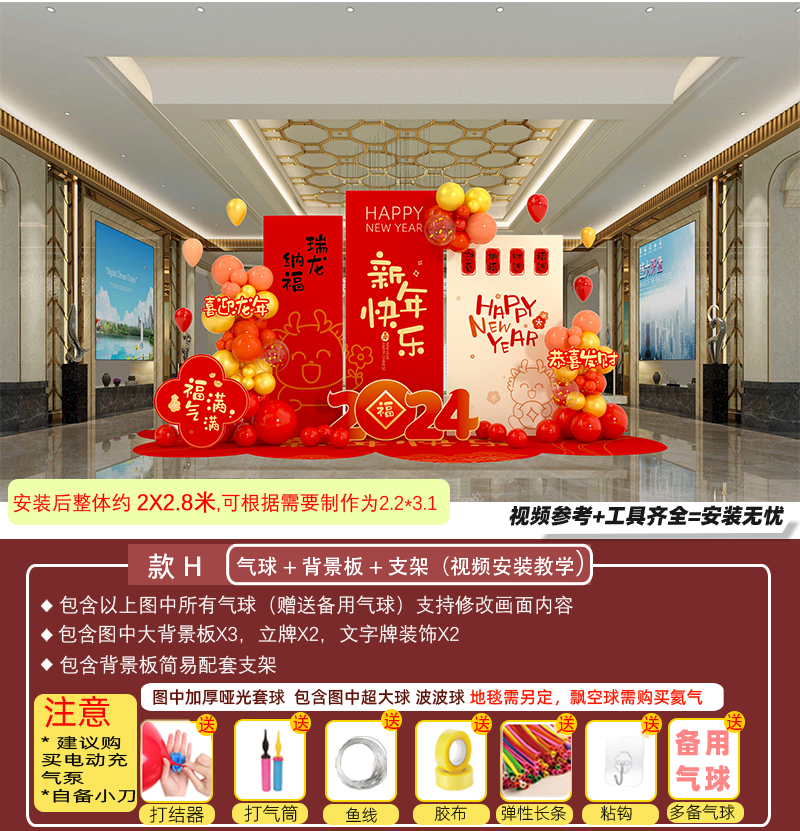 HAPPY
NEW YEAR
瑞龙
纳福
新年
快乐
纳福
HAPPY
NEW
YEAR
喜迎龙年
恭喜发财
福满
气满
2024
福
安装后整体约 2X2.8米,可根据需要制作为2.2*3.1
视频参考+工具齐全=安装无忧
款 H
气球 + 背景板 + 支架（视频安装教学）
◆ 包含以上图中所有气球（赠送备用气球）支持修改画面内容
◆ 包含图中大背景板X3，立牌X2，文字牌装饰X2
◆ 包含背景板简易配套支架
注意
* 建议购
买电动充
气泵
*自备小刀
图中加厚哑光套球 包含图中超大球 波波球 地毯需另定，飘空球需购买氦气
送 送 送 送 送 送 送
备用
气球
打结器 打气筒 鱼线 胶布 弹性长条 粘钩 多备气球